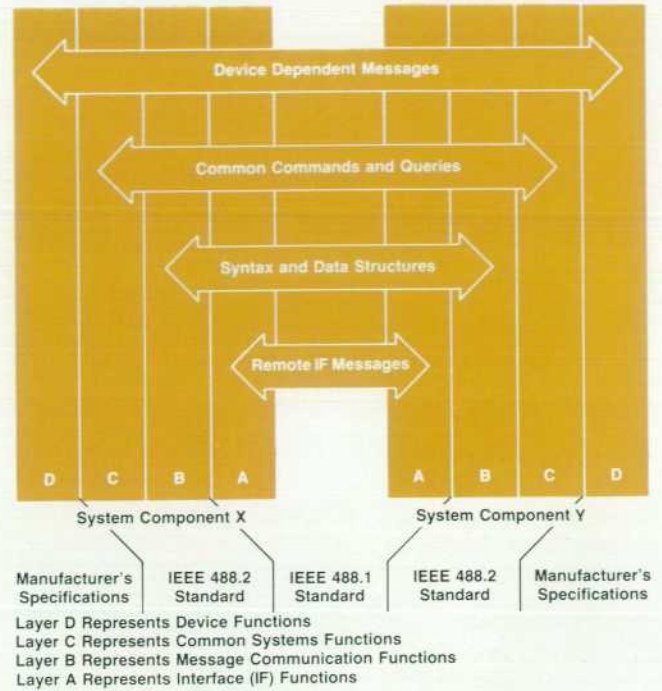 Device Dependent Messages
Common Commands and Queries
Syntax and Data Structures
Remote IF Messages
D C B A A B C D
System Component X System Component Y
Manufacturer's Specifications
IEEE 488.2 Standard
IEEE 488.1 Standard
IEEE 488.2 Standard
Manufacturer's Specifications
Layer D Represents Device Functions
Layer C Represents Common Systems Functions
Layer B Represents Message Communication Functions
Layer A Represents Interface (IF) Functions